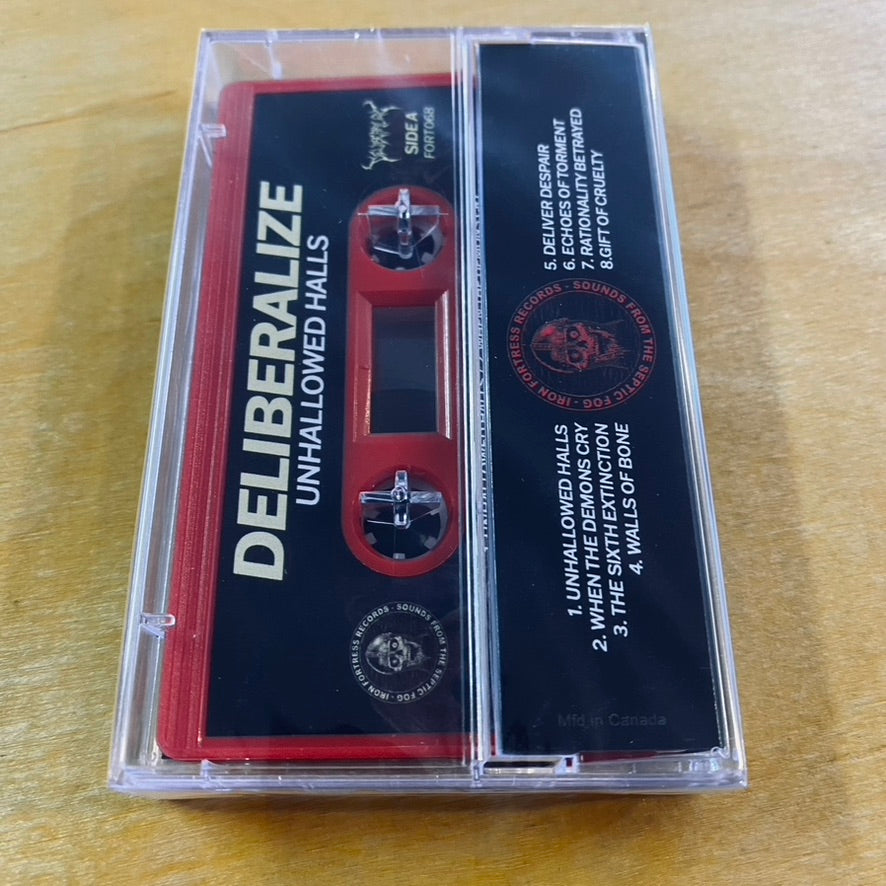 DELIBERALIZE
UNHALLOWED HALLS
SIDE A
FORT068
IRON FORTRESS RECORDS - SOUNDS FROM THE SEPTIC FOG -
1. UNHALLOWED HALLS
2. WHEN THE DEMONS CRY
3. THE SIXTH EXTINCTION
4. WALLS OF BONE
IRON FORTRESS RECORDS - SOUNDS FROM THE SEPTIC FOG -
5. DELIVER DESPAIR
6. ECHOES OF TORMENT
7. RATIONALITY BETRAYED
8.GIFT OF CRUELTY
Mfd in Canada